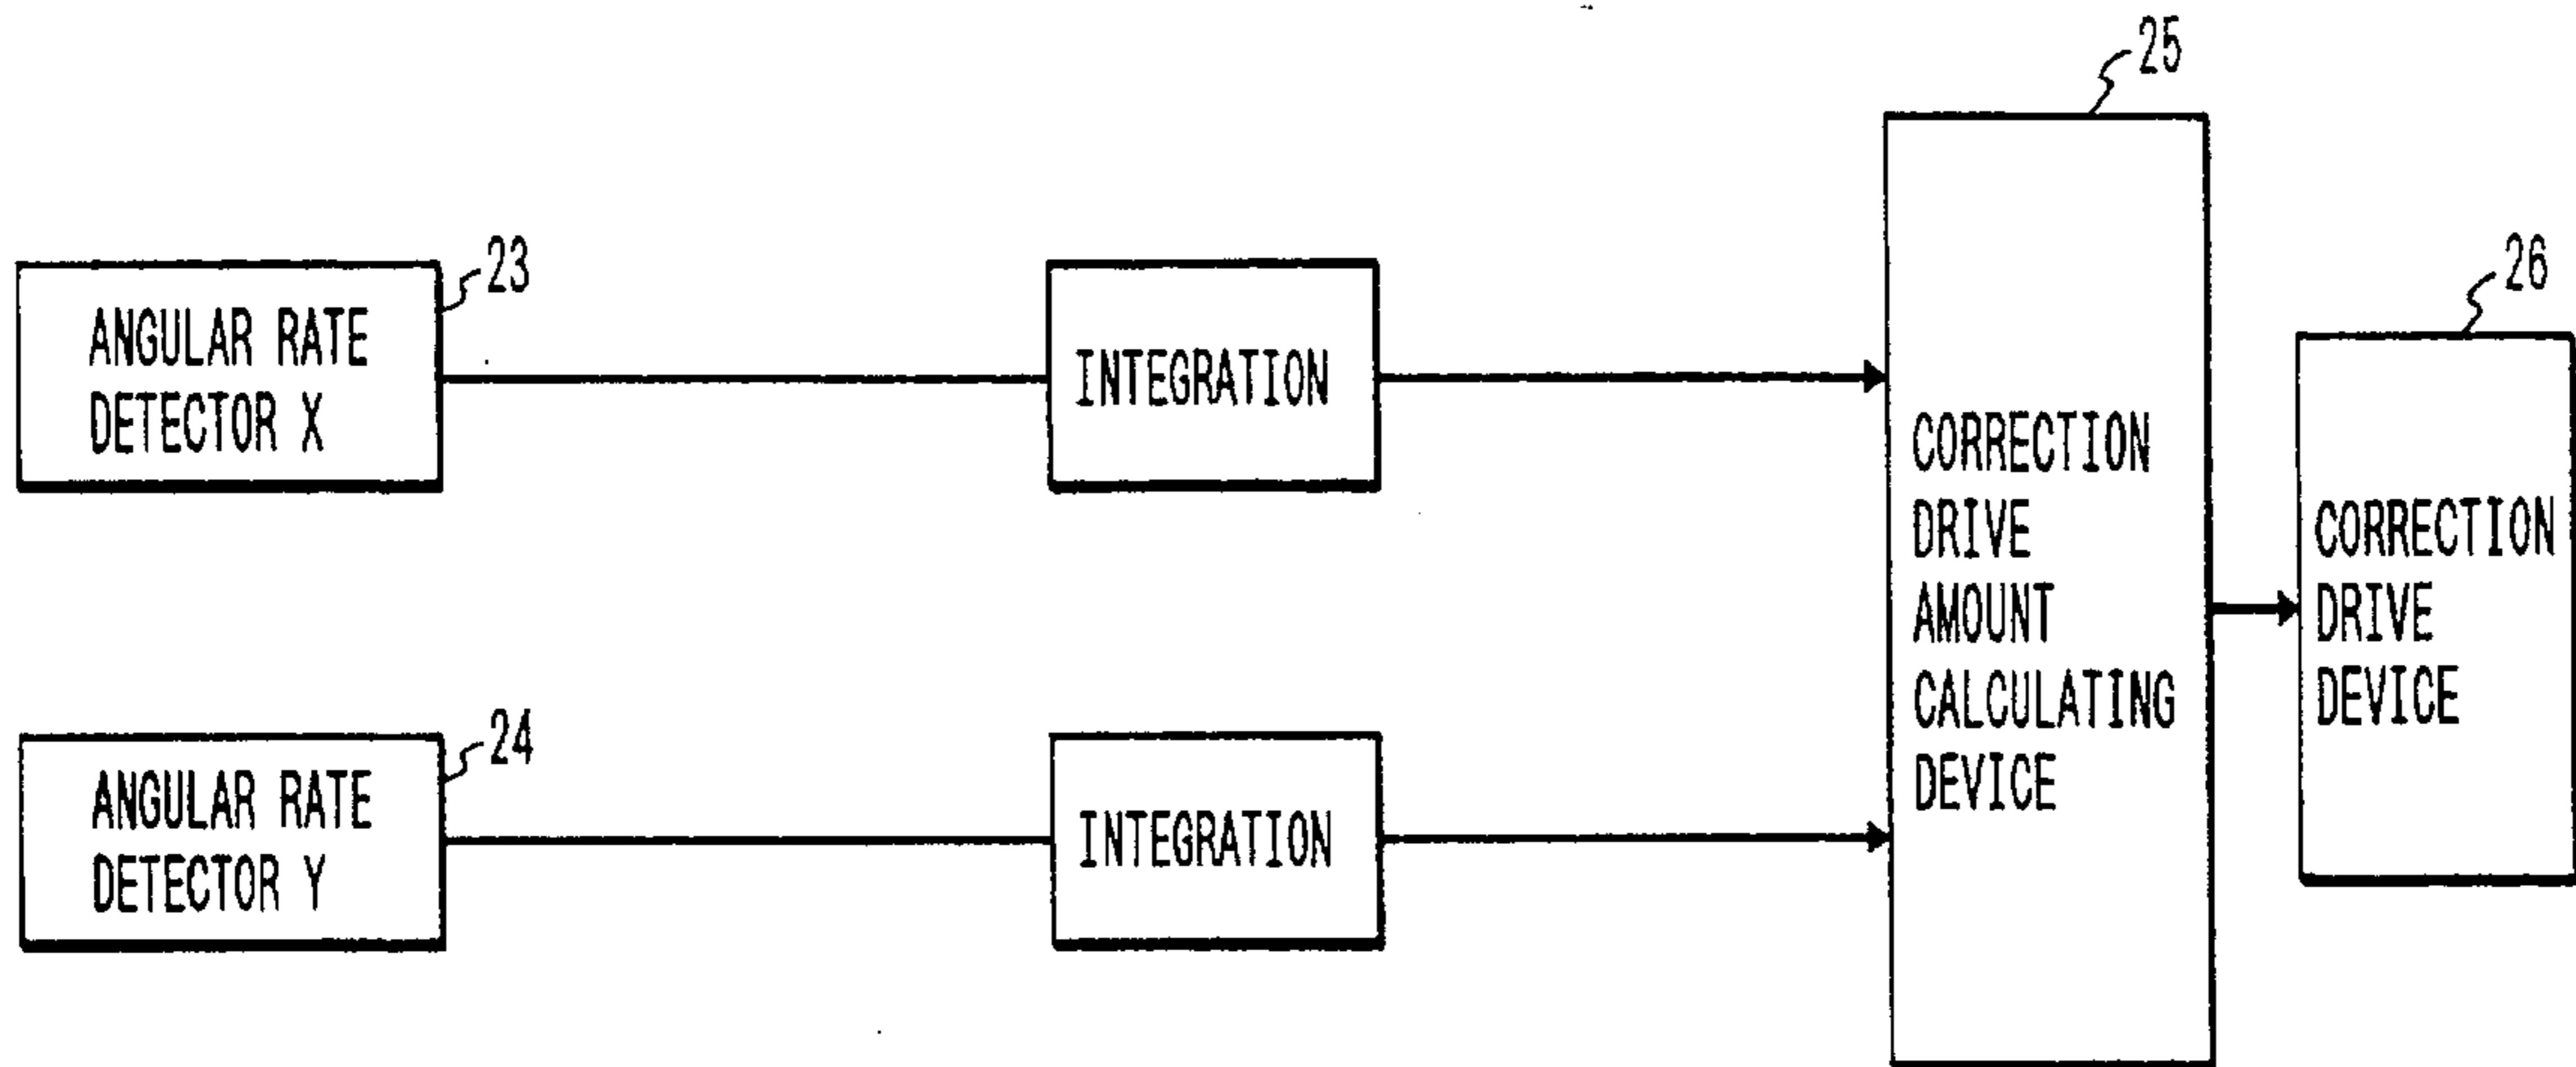 23
ANGULAR RATE
DETECTOR X
INTEGRATION
24
ANGULAR RATE
DETECTOR Y
INTEGRATION
25
CORRECTION
DRIVE
AMOUNT
CALCULATING
DEVICE
26
CORRECTION
DRIVE
DEVICE